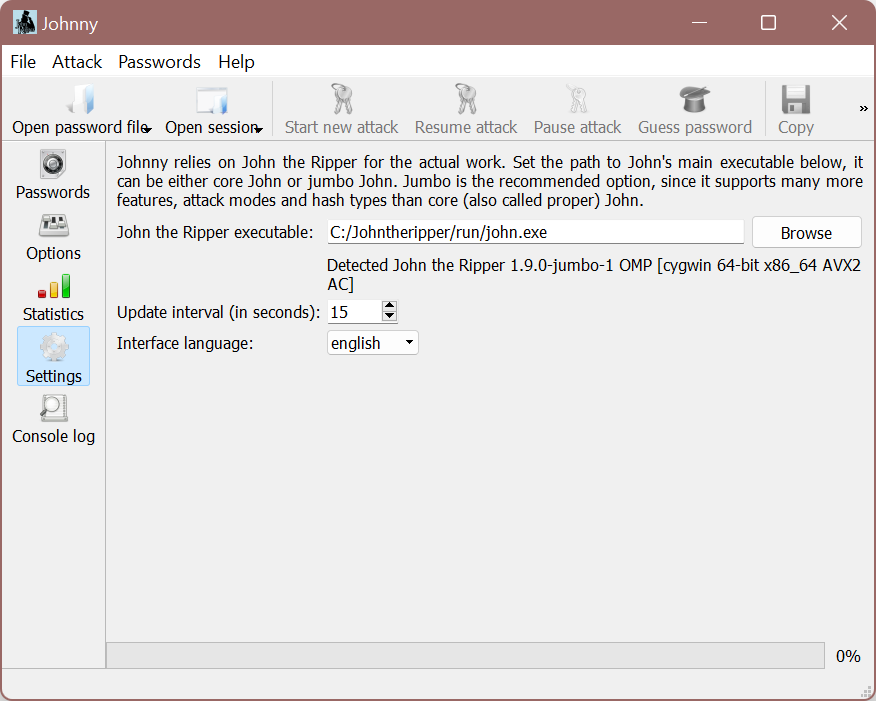 Johnny
File Attack Passwords Help
Open password file Open session Start new attack Resume attack Pause attack Guess password Copy »
Passwords
Options
Statistics
Settings
Console log
Johnny relies on John the Ripper for the actual work. Set the path to John's main executable below, it
can be either core John or jumbo John. Jumbo is the recommended option, since it supports many more
features, attack modes and hash types than core (also called proper) John.
John the Ripper executable: C:/Johntheripper/run/john.exe Browse
Detected John the Ripper 1.9.0-jumbo-1 OMP [cygwin 64-bit x86_64 AVX2
AC]
Update interval (in seconds): 15
Interface language: english
0%